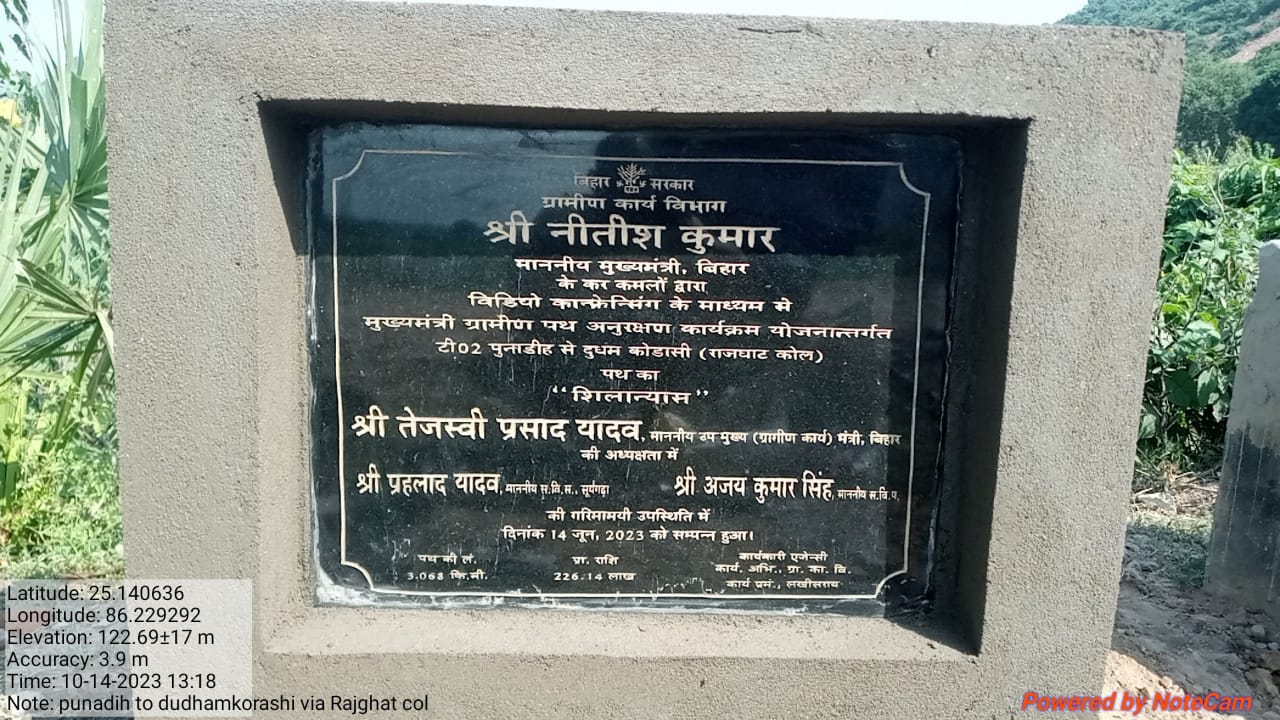 बिहार सरकार
ग्रामीण कार्य विभाग
श्री नीतीश कुमार
माननीय मुख्यमंत्री, बिहार
के कर कमलों द्वारा
विडियो कान्फ्रेन्सिंग के माध्यम से
मुख्यमंत्री ग्रामीण पथ अनुरक्षण कार्यक्रम योजनान्तर्गत
टी02 पुनाडीह से दुधम कोडासी (राजघाट कोल)
पथ का
“शिलान्यास”
श्री तेजस्वी प्रसाद यादव, माननीय उप मुख्य (ग्रामीण कार्य) मंत्री, बिहार
की अध्यक्षता में
श्री प्रहलाद यादव, माननीय स.वि.स., सूर्यगढ़ा श्री अजय कुमार सिंह, माननीय स.वि.प.
की गरिमामयी उपस्थिति में
दिनांक 14 जून, 2023 को सम्पन्न हुआ।
पथ की लं. प्रा. राशि कार्यकारी एजेन्सी
3.068 कि.मी. 226.14 लाख कार्य. अभि., ग्रा. का. वि.
कार्य प्रमं., लखीसराय
Latitude: 25.140636
Longitude: 86.229292
Elevation: 122.69±17 m
Accuracy: 3.9 m
Time: 10-14-2023 13:18
Note: punadih to dudhamkorashi via Rajghat col
Powered by NoteCam